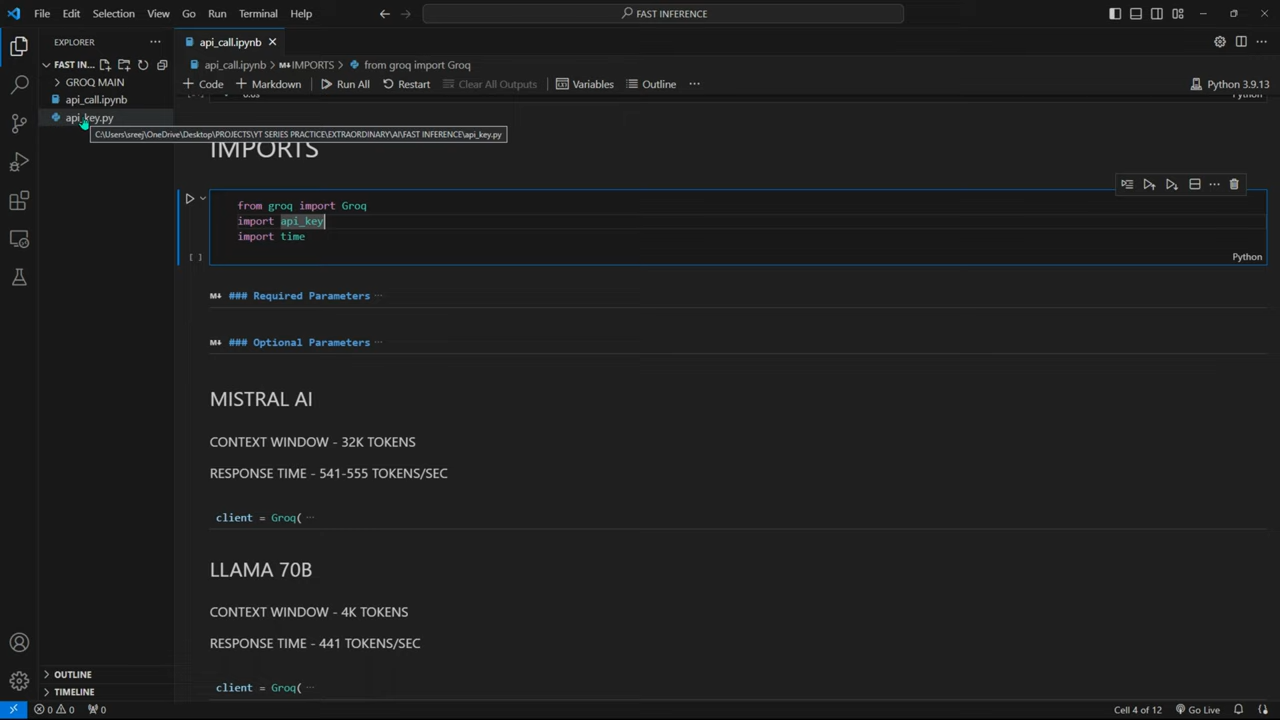 File Edit Selection View Go Run Terminal Help
FAST INFERENCE
EXPLORER
FAST IN...
GROQ MAIN
api_call.ipynb
api_key.py
C:\Users\sreej\OneDrive\Desktop\PROJECTS\YT SERIES PRACTICE\EXTRAORDINARY\AI\FAST INFERENCE\api_key.py
api_call.ipynb
api_call.ipynb > M↓IMPORTS > from groq import Groq
+ Code + Markdown Run All Restart Clear All Outputs Variables Outline ...
Python 3.9.13
IMPORTS
from groq import Groq
import api_key
import time
[ ]
Python
M↓ ### Required Parameters ...
M↓ ### Optional Parameters ...
MISTRAL AI
CONTEXT WINDOW - 32K TOKENS
RESPONSE TIME - 541-555 TOKENS/SEC
client = Groq( ...
LLAMA 70B
CONTEXT WINDOW - 4K TOKENS
RESPONSE TIME - 441 TOKENS/SEC
client = Groq( ...
OUTLINE
TIMELINE
0 0 0
Cell 4 of 12
Go Live